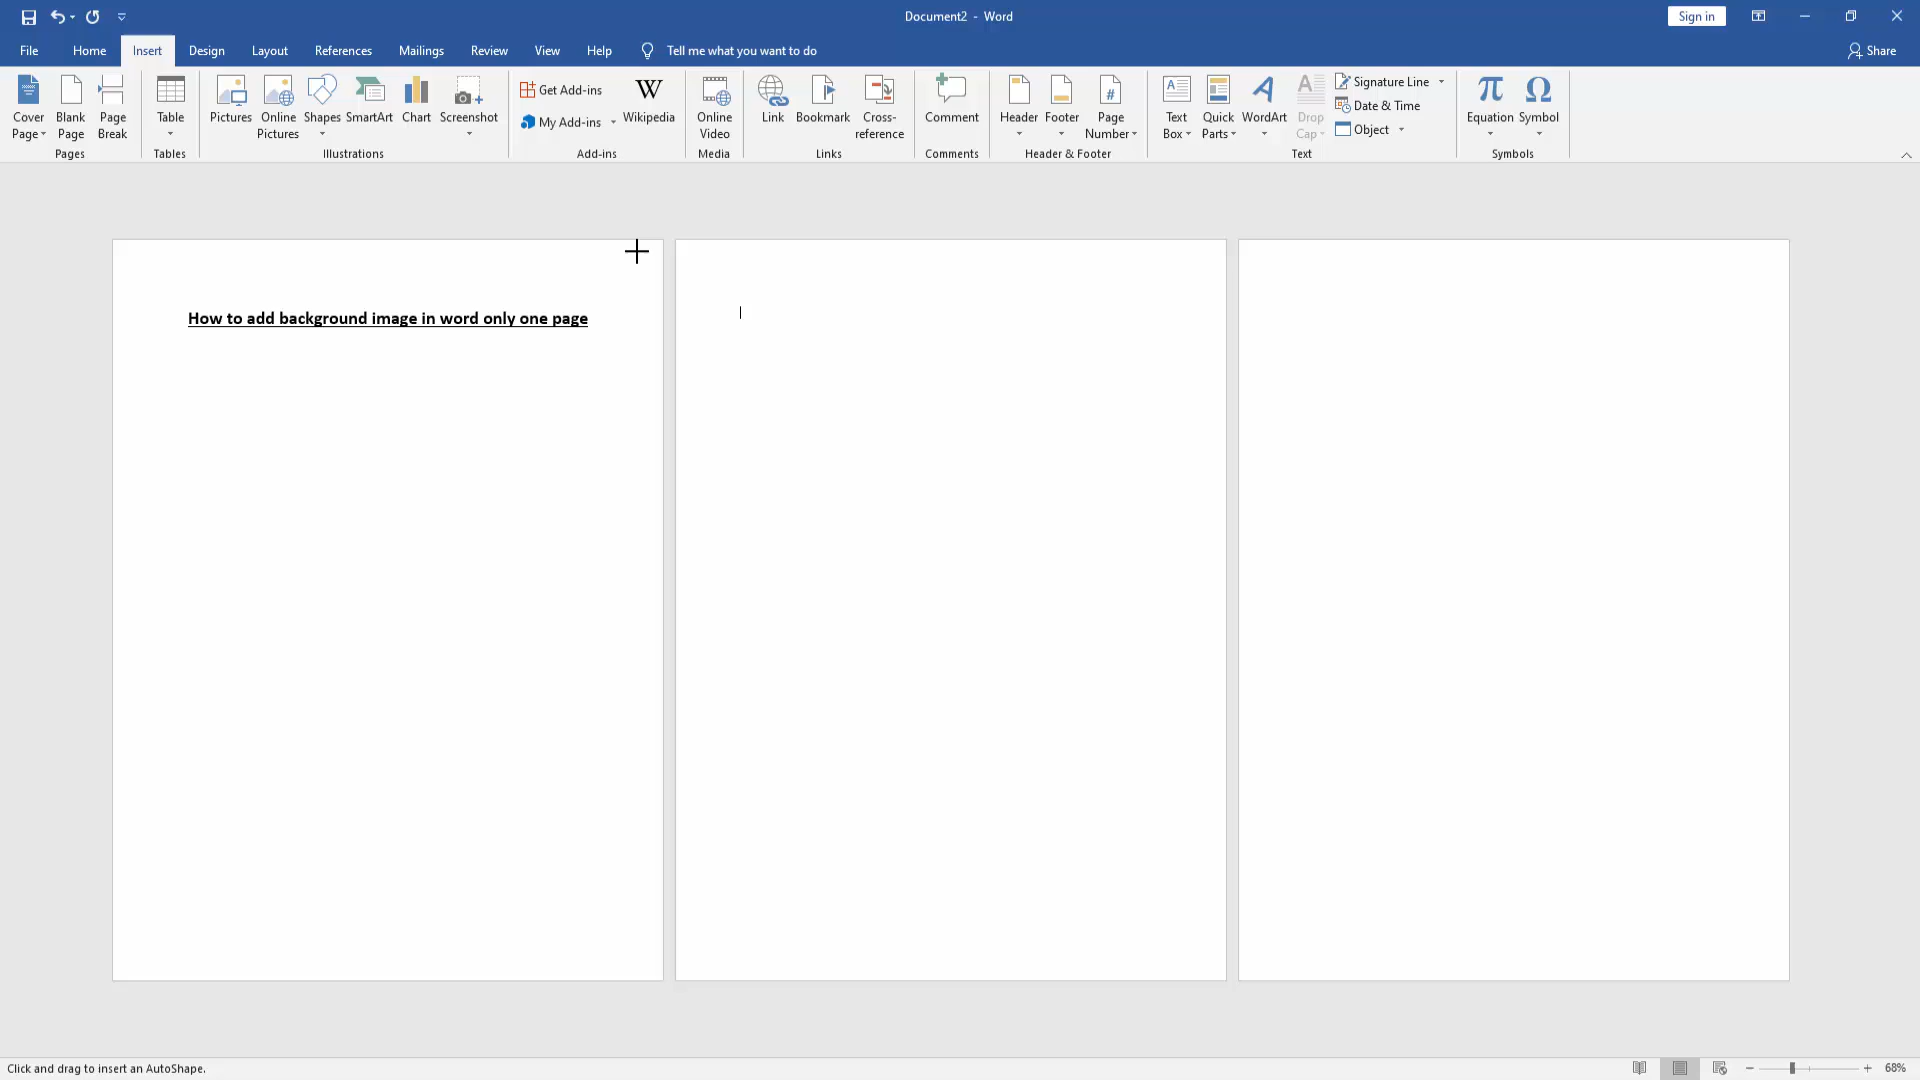 Document2 - Word
Sign in
File Home Insert Design Layout References Mailings Review View Help Tell me what you want to do Share
Cover Page
Blank Page
Page Break
Pages
Table
Tables
Pictures
Online Pictures
Shapes
SmartArt
Chart
Screenshot
Illustrations
Get Add-ins
My Add-ins
W
Wikipedia
Add-ins
Online Video
Media
Link
Bookmark
Cross-reference
Links
Comment
Comments
Header
Footer
#
Page Number
Header & Footer
A
Text Box
Quick Parts
A
WordArt
A
Drop Cap
Signature Line
Date & Time
Object
Text
π
Equation
Ω
Symbol
Symbols
How to add background image in word only one page
Click and drag to insert an AutoShape.
68%